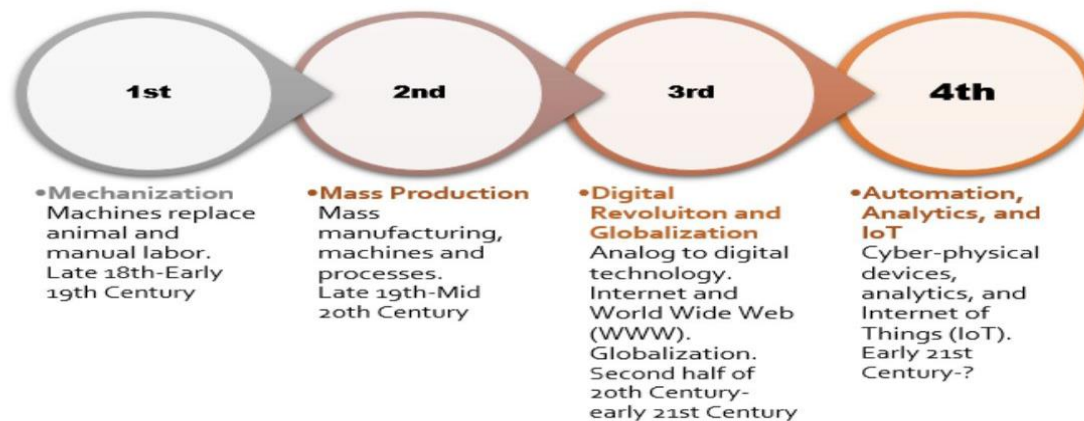 1st
2nd
3rd
4th
•Mechanization
Machines replace
animal and
manual labor.
Late 18th-Early
19th Century
•Mass Production
Mass
manufacturing,
machines and
processes.
Late 19th-Mid
20th Century
•Digital
Revoluiton and
Globalization
Analog to digital
technology.
Internet and
World Wide Web
(WWW).
Globalization.
Second half of
20th Century-
early 21st Century
•Automation,
Analytics, and
IoT
Cyber-physical
devices,
analytics, and
Internet of
Things (IoT).
Early 21st
Century-?